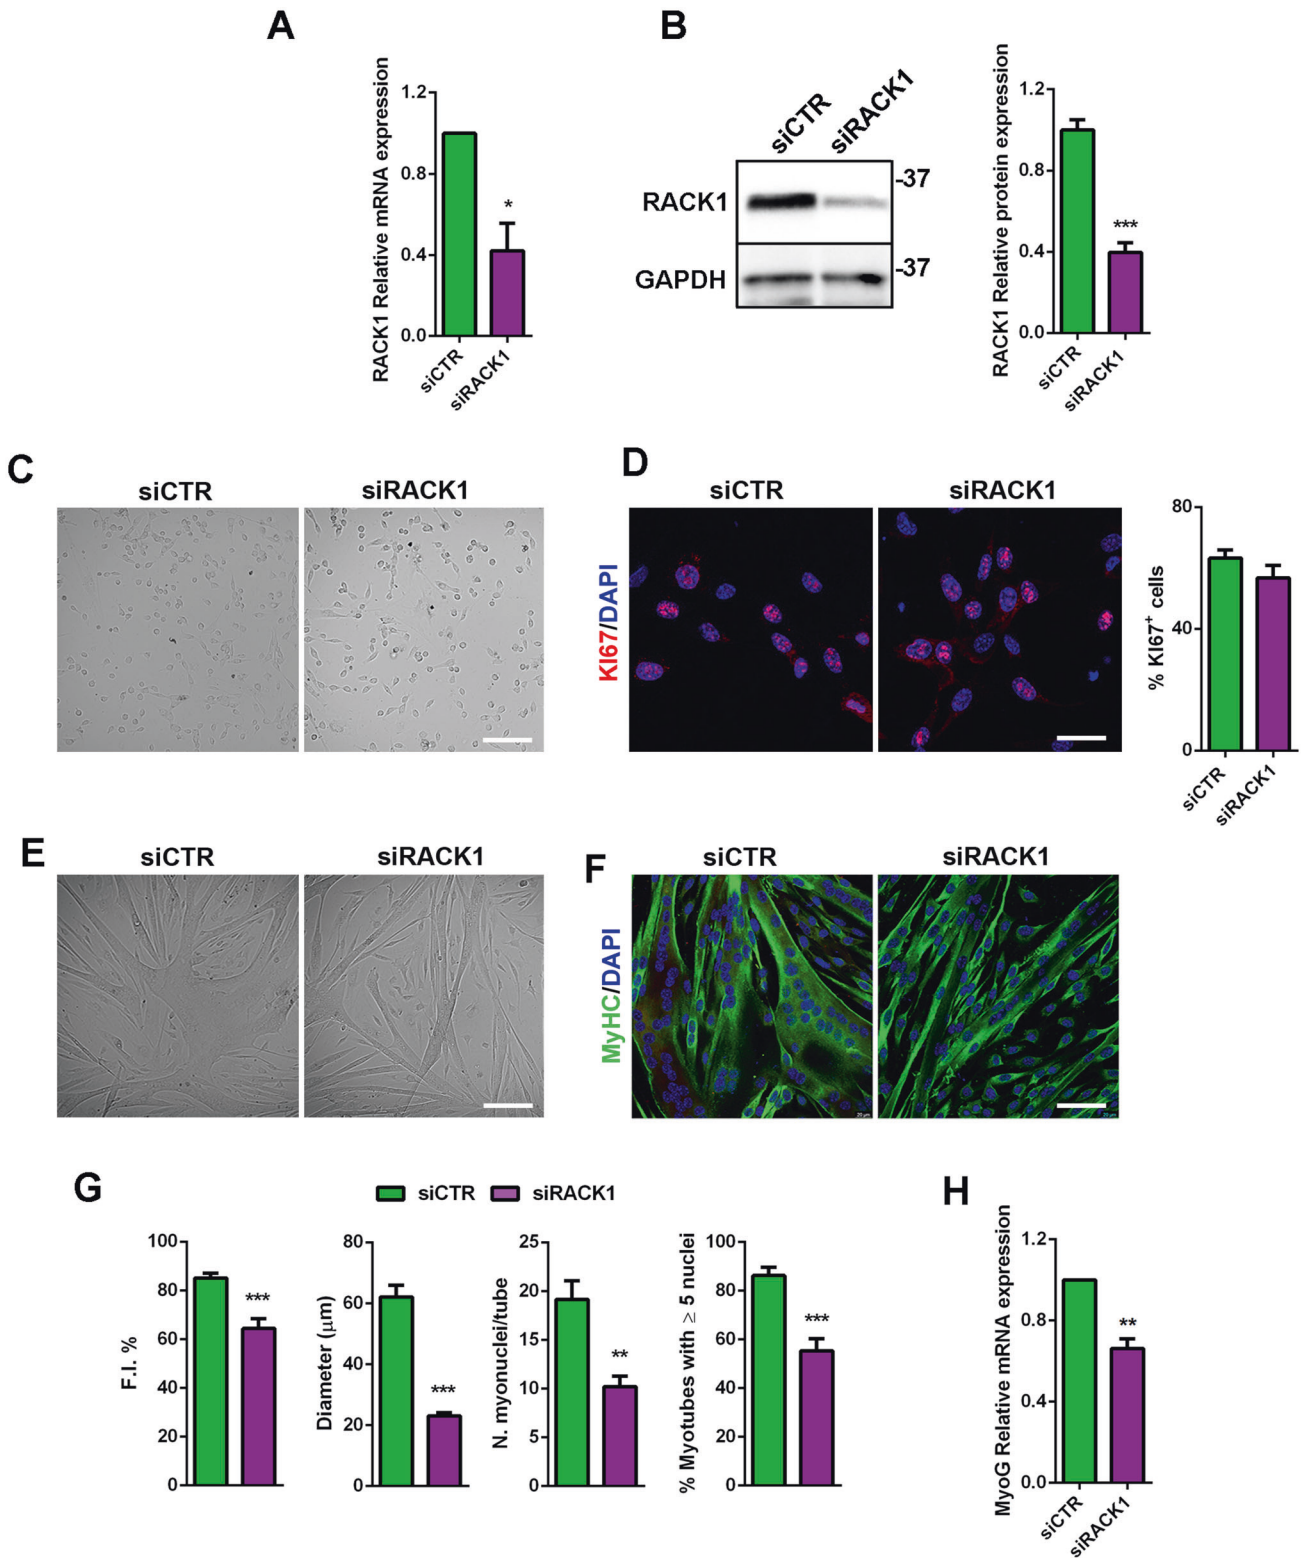 A
RACK1 Relative mRNA expression
1.2
0.8
0.4
0.0
*
siCTR
siRACK1
B
siCTR
siRACK1
RACK1
-37
GAPDH
-37
RACK1 Relative protein expression
1.2
0.8
0.4
0.0
***
siCTR
siRACK1
C
siCTR
siRACK1
D
siCTR
siRACK1
KI67/DAPI
% KI67+ cells
80
40
0
siCTR
siRACK1
E
siCTR
siRACK1
F
siCTR
siRACK1
MyHC/DAPI
20 µm
20 µm
G
siCTR
siRACK1
F.I. %
100
80
60
40
20
0
***
Diameter (µm)
80
60
40
20
0
***
N. myonuclei/tube
25
20
15
10
5
0
**
% Myotubes with ≥ 5 nuclei
100
80
60
40
20
0
***
H
MyoG Relative mRNA expression
1.2
0.8
0.4
0.0
**
siCTR
siRACK1